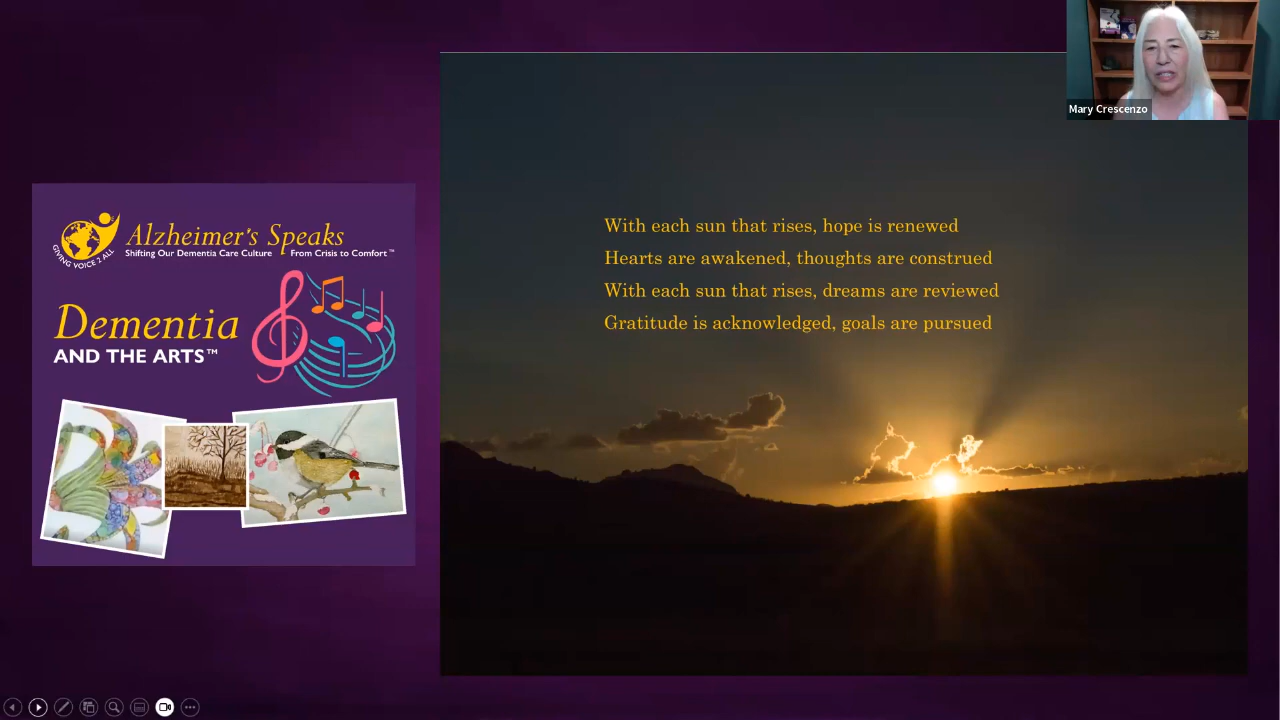 Mary Crescenzo
With each sun that rises, hope is renewed
Hearts are awakened, thoughts are construed
With each sun that rises, dreams are reviewed
Gratitude is acknowledged, goals are pursued
GIVING VOICE 2 ALL
Alzheimer's Speaks
Shifting Our Dementia Care Culture From Crisis to Comfort™
Dementia
AND THE ARTS™